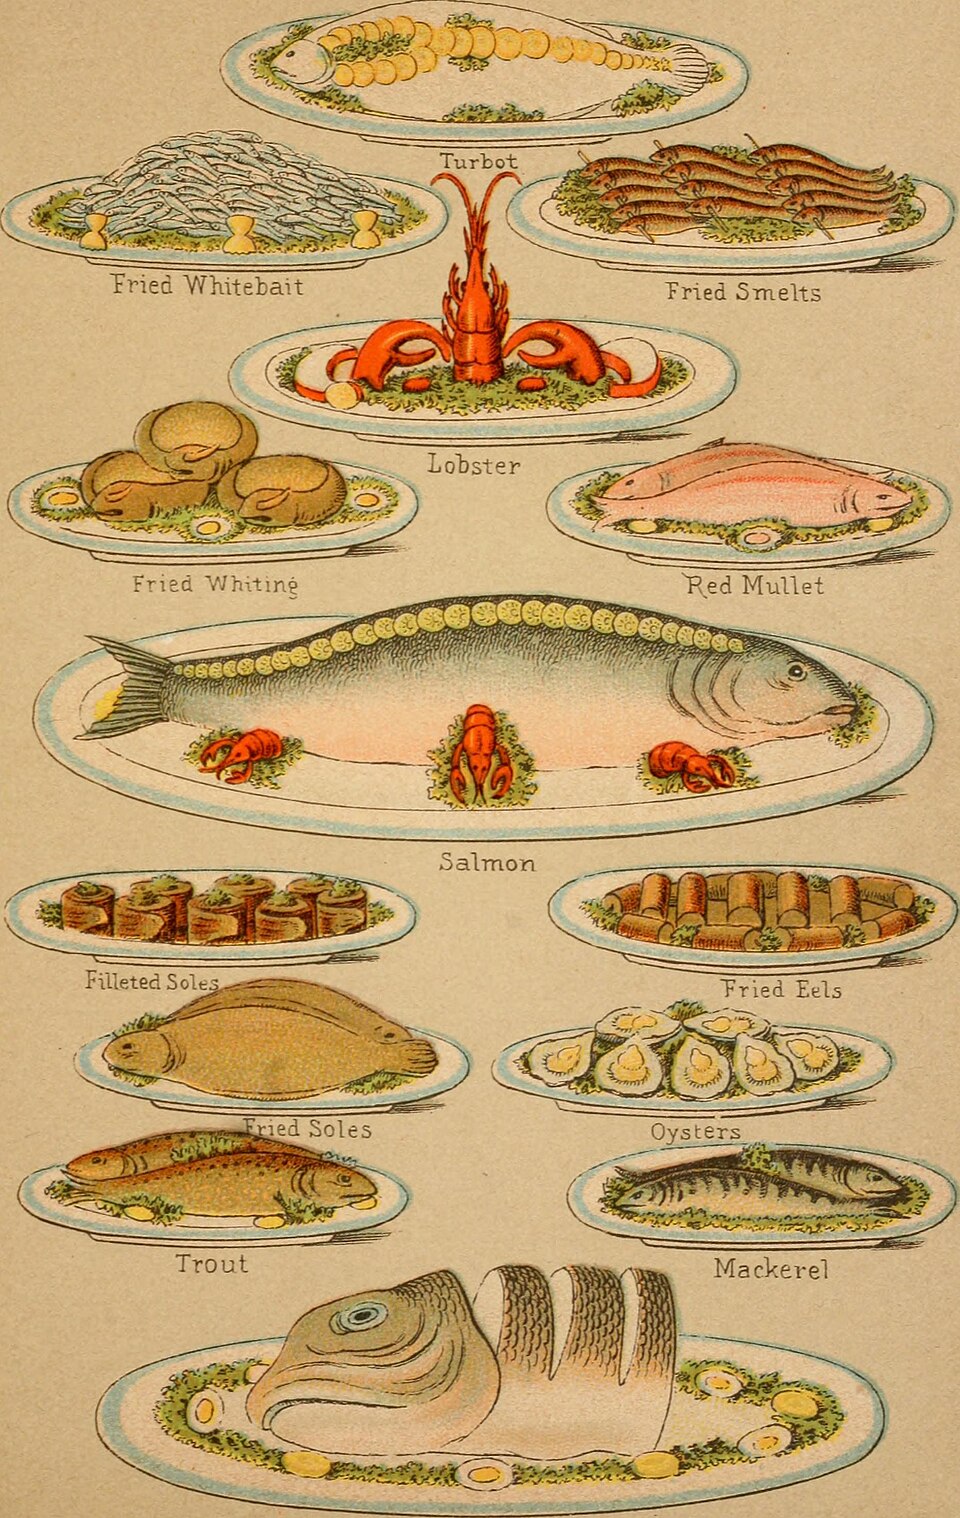 Turbot
Fried Whitebait
Fried Smelts
Lobster
Fried Whiting
Red Mullet
Salmon
Filleted Soles
Fried Eels
Fried Soles
Oysters
Trout
Mackerel